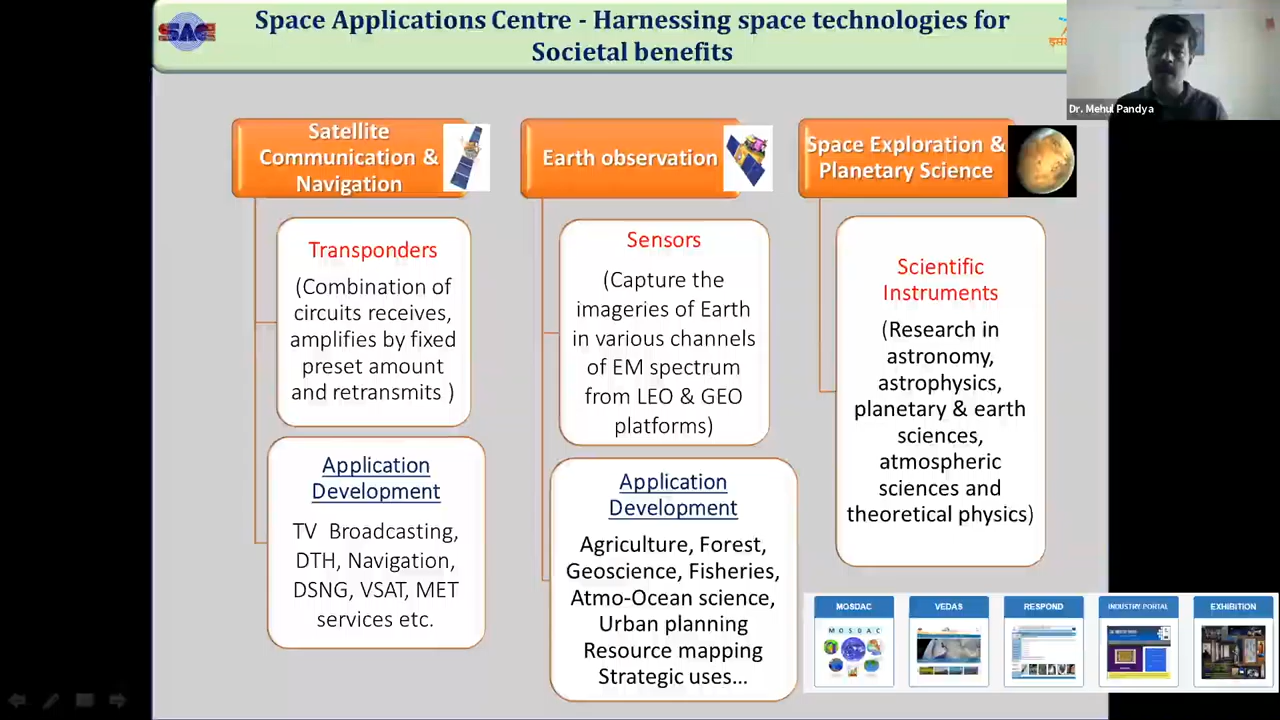 Space Applications Centre - Harnessing space technologies for
Societal benefits
SAC
Dr. Mehul Pandya
Satellite
Communication &
Navigation
Transponders
(Combination of
circuits receives,
amplifies by fixed
preset amount
and retransmits )
Application
Development
TV Broadcasting,
DTH, Navigation,
DSNG, VSAT, MET
services etc.
Earth observation
Sensors
(Capture the
imageries of Earth
in various channels
of EM spectrum
from LEO & GEO
platforms)
Application
Development
Agriculture, Forest,
Geoscience, Fisheries,
Atmo-Ocean science,
Urban planning
Resource mapping
Strategic uses...
Space Exploration &
Planetary Science
Scientific
Instruments
(Research in
astronomy,
astrophysics,
planetary & earth
sciences,
atmospheric
sciences and
theoretical physics)
MOSDAC
VEDAS
RESPOND
INDUSTRY PORTAL
EXHIBITION
MOSDAC